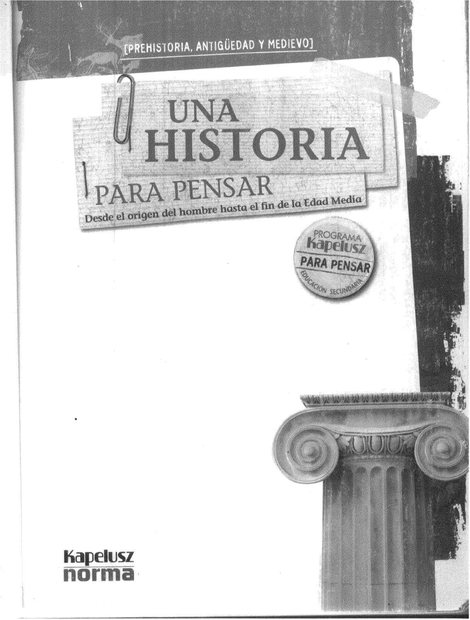 [PREHISTORIA, ANTIGÜEDAD Y MEDIEVO]
UNA
HISTORIA
PARA PENSAR
Desde el origen del hombre hasta el fin de la Edad Media
PROGRAMA
Kapelusz
PARA PENSAR
EDUCACIÓN SECUNDARIA
Kapelusz
norma